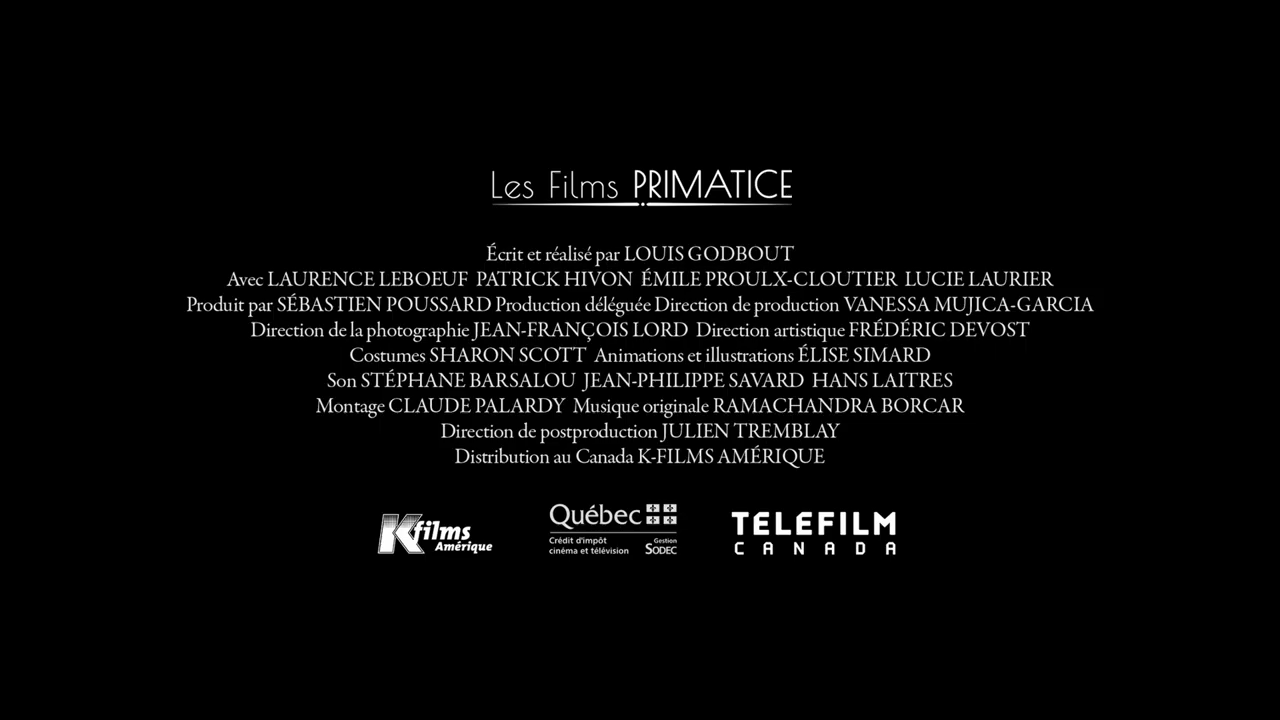 Les Films PRIMATICE
Écrit et réalisé par LOUIS GODBOUT
Avec LAURENCE LEBOEUF PATRICK HIVON ÉMILE PROULX-CLOUTIER LUCIE LAURIER
Produit par SÉBASTIEN POUSSARD Production déléguée Direction de production VANESSA MUJICA-GARCIA
Direction de la photographie JEAN-FRANÇOIS LORD Direction artistique FRÉDÉRIC DEVOST
Costumes SHARON SCOTT Animations et illustrations ÉLISE SIMARD
Son STÉPHANE BARSALOU JEAN-PHILIPPE SAVARD HANS LAITRES
Montage CLAUDE PALARDY Musique originale RAMACHANDRA BORCAR
Direction de postproduction JULIEN TREMBLAY
Distribution au Canada K-FILMS AMÉRIQUE
Kfilms
Amérique
Québec
Crédit d'impôt
cinéma et télévision
Gestion
SODEC
TELEFILM
CANADA